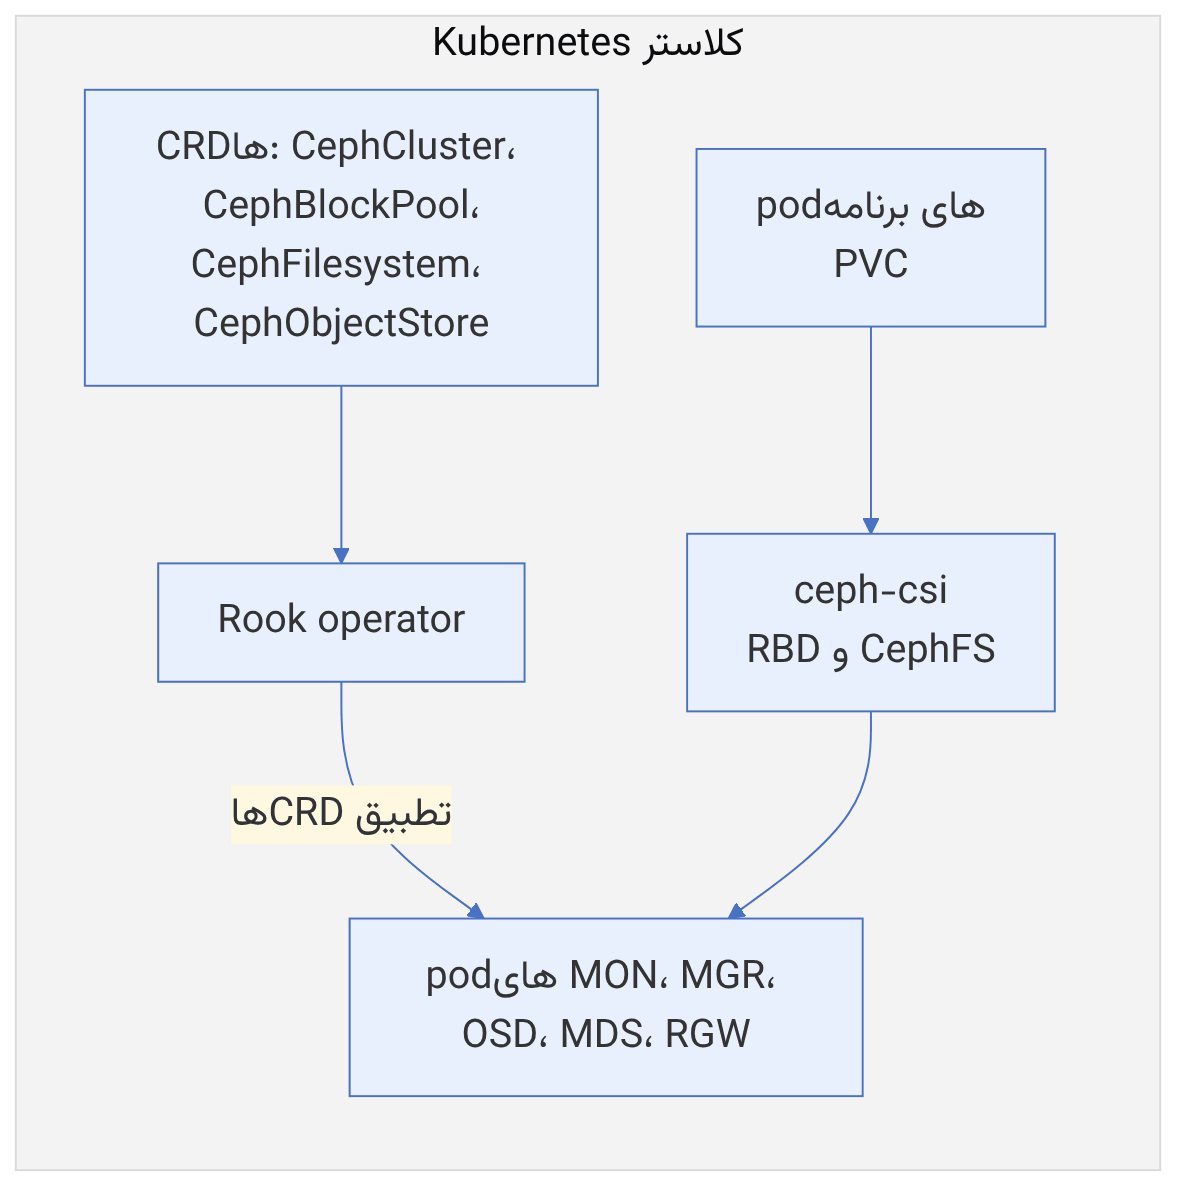 کلاستر Kubernetes
CRDها: CephCluster،
CephBlockPool،
CephFilesystem،
CephObjectStore
podهای برنامه
PVC
Rook operator
ceph-csi
RBD و CephFS
تطبیق CRDها
podهای MON، MGR،
OSD، MDS، RGW